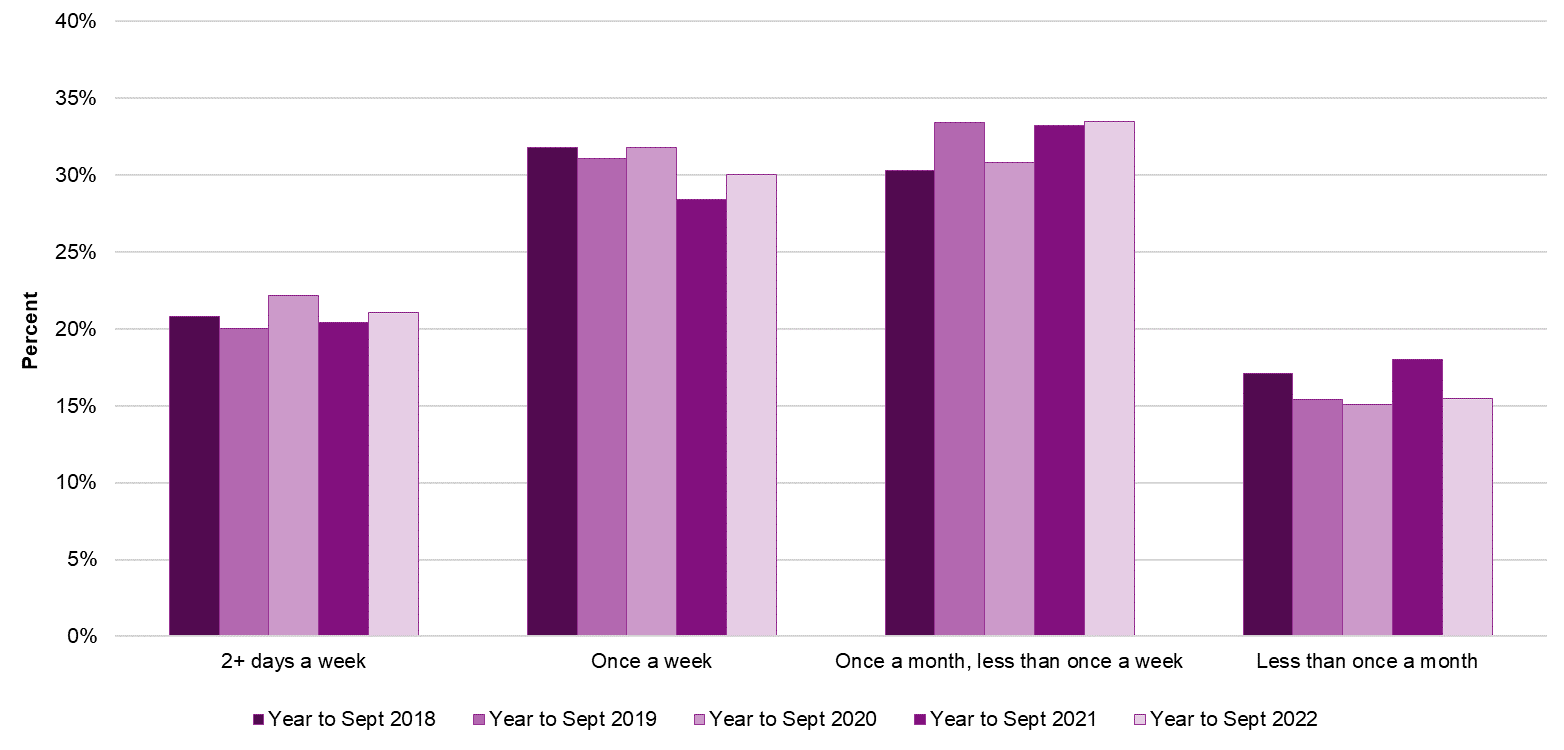 40%
35%
30%
25%
20%
15%
10%
5%
0%
Percent
2+ days a week
Once a week
Once a month, less than once a week
Less than once a month
Year to Sept 2018
Year to Sept 2019
Year to Sept 2020
Year to Sept 2021
Year to Sept 2022